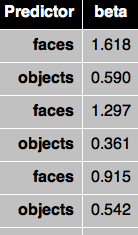 Predictor beta
faces 1.618
objects 0.590
faces 1.297
objects 0.361
faces 0.915
objects 0.542